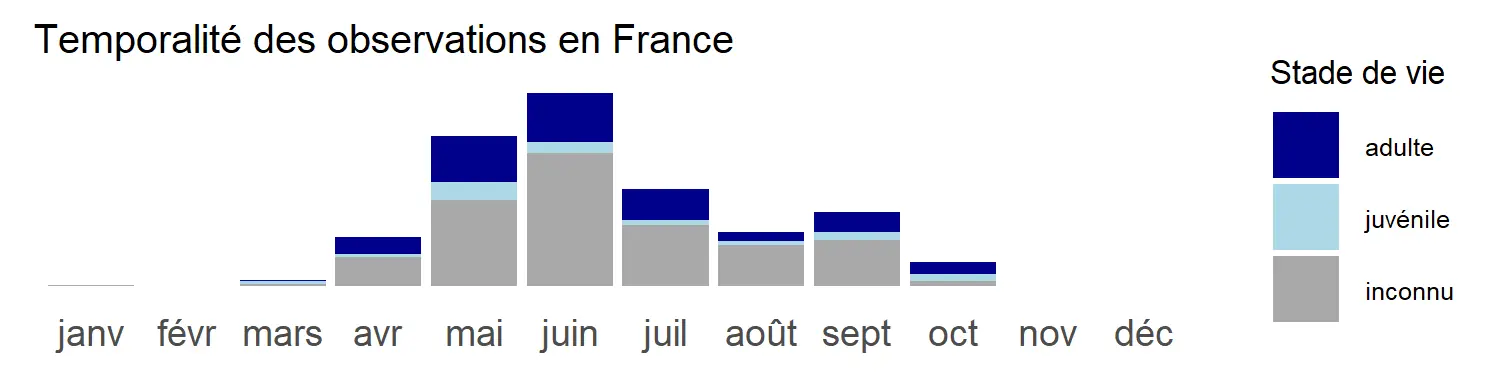 Temporalité des observations en France
Stade de vie
adulte
juvénile
inconnu
janv févr mars avr mai juin juil août sept oct nov déc